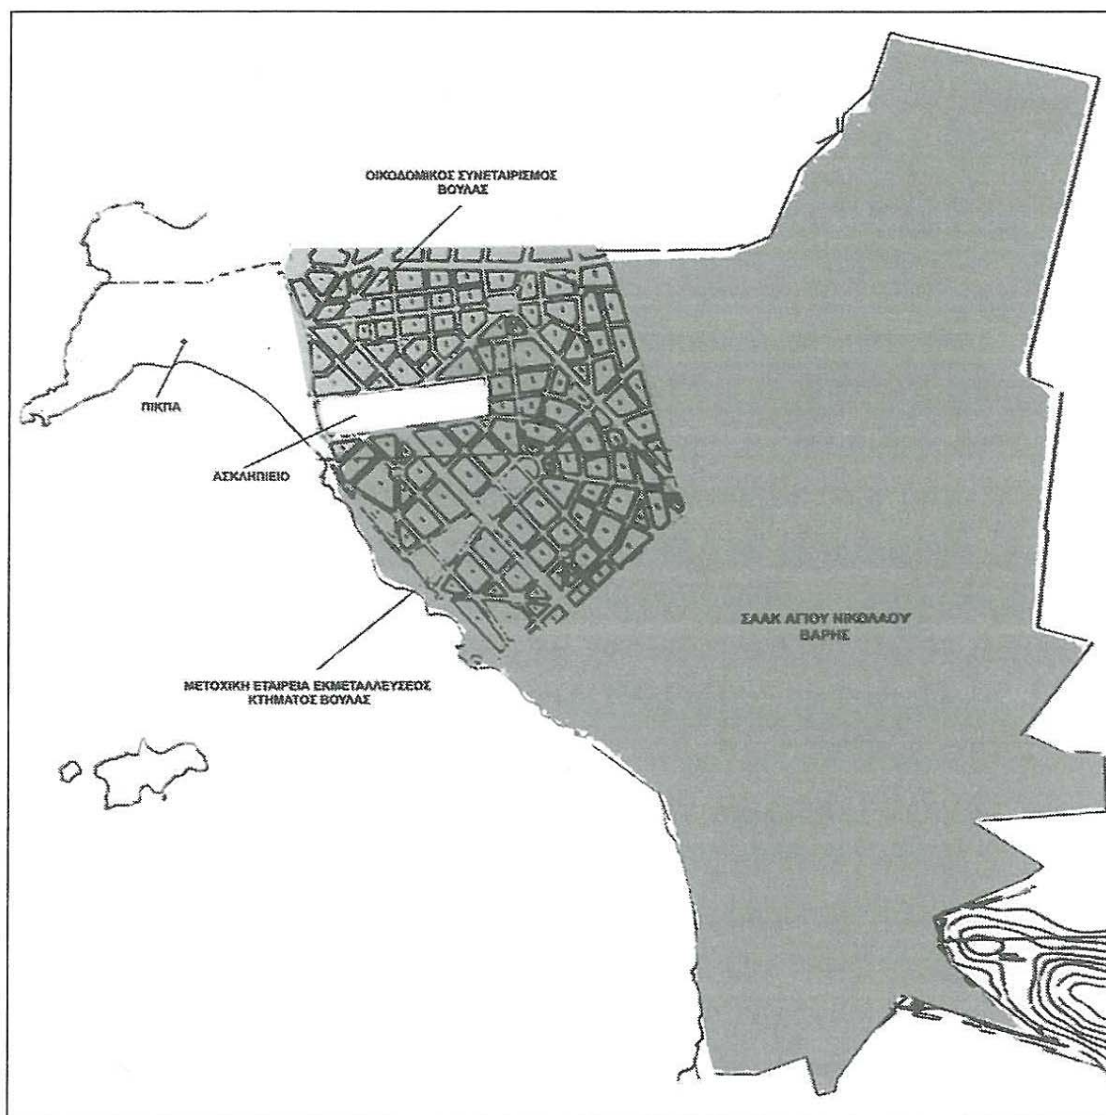 ΟΙΚΟΔΟΜΙΚΟΣ ΣΥΝΕΤΑΙΡΙΣΜΟΣ
ΒΟΥΛΑΣ
ΠΙΚΠΑ
ΑΣΚΛΗΠΙΕΙΟ
ΣΑΑΚ ΑΓΙΟΥ ΝΙΚΟΛΑΟΥ
ΒΑΡΗΣ
ΜΕΤΟΧΙΚΗ ΕΤΑΙΡΕΙΑ ΕΚΜΕΤΑΛΛΕΥΣΕΩΣ
ΚΤΗΜΑΤΟΣ ΒΟΥΛΑΣ